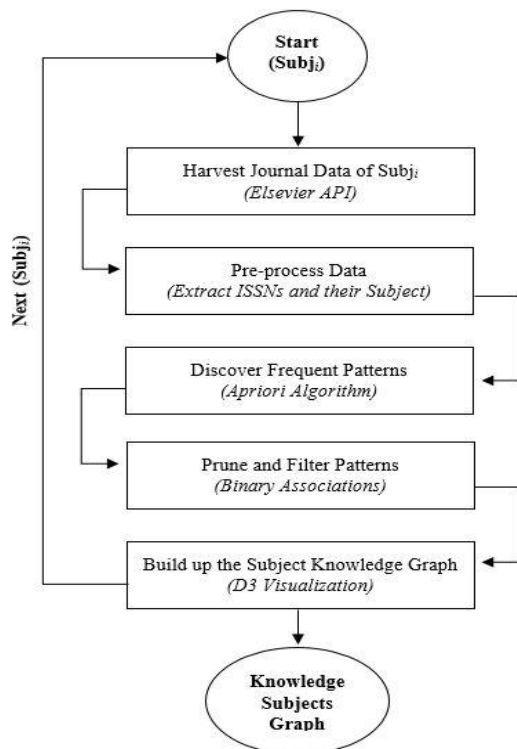 Start
(Subjᵢ)
Harvest Journal Data of Subjᵢ
(Elsevier API)
Pre-process Data
(Extract ISSNs and their Subject)
Next (Subjᵢ)
Discover Frequent Patterns
(Apriori Algorithm)
Prune and Filter Patterns
(Binary Associations)
Build up the Subject Knowledge Graph
(D3 Visualization)
Knowledge
Subjects
Graph